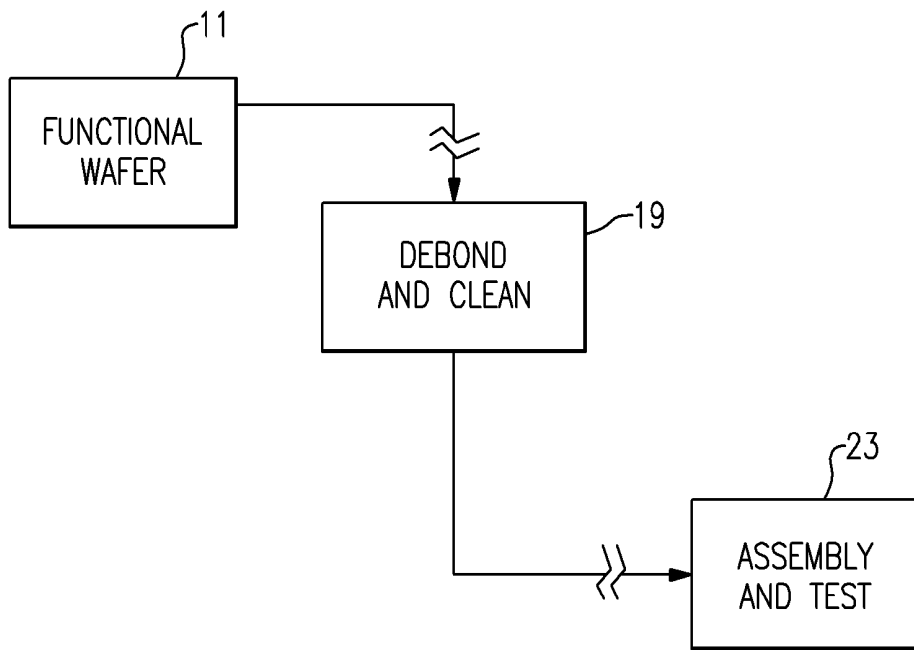 11
FUNCTIONAL
WAFER
19
DEBOND
AND CLEAN
23
ASSEMBLY
AND TEST